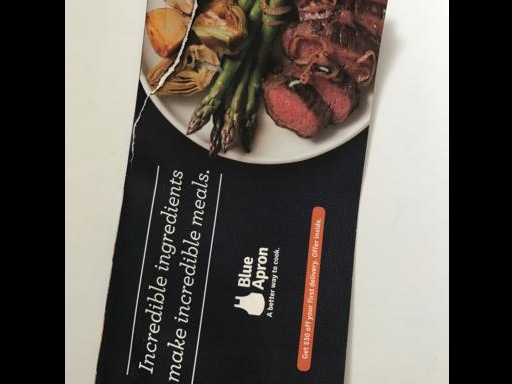 Incredible ingredients
make incredible meals.
Blue
Apron
A better way to cook.
Get $30 off your first delivery. Offer inside.